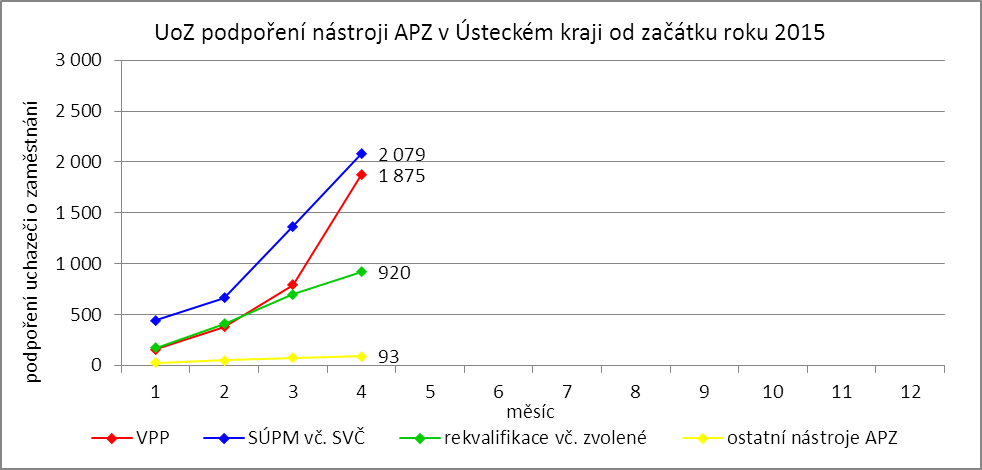 UoZ podpoření nástroji APZ v Ústeckém kraji od začátku roku 2015
podpoření uchazeči o zaměstnání
3 000
2 500
2 000
1 500
1 000
500
0
2 079
1 875
920
93
1 2 3 4 5 6 7 8 9 10 11 12
měsíc
VPP SÚPM vč. SVČ rekvalifikace vč. zvolené ostatní nástroje APZ